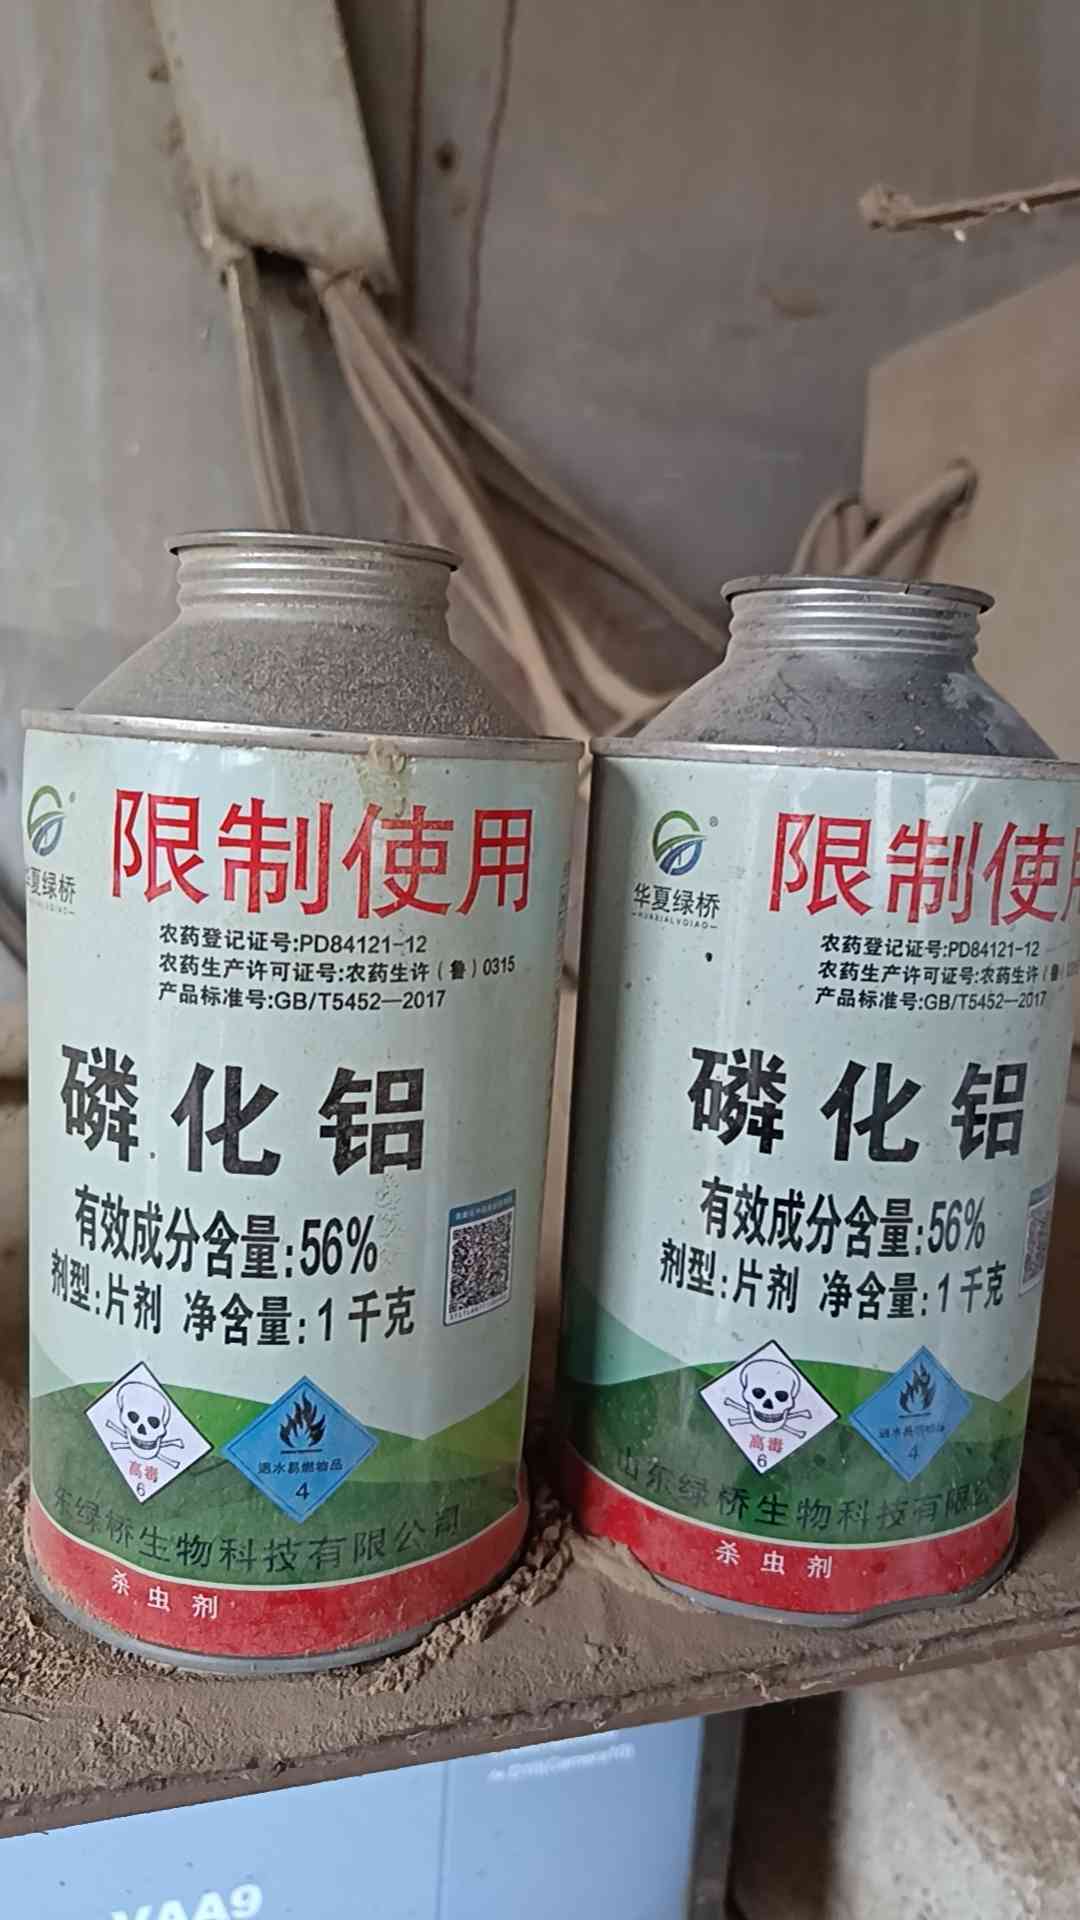 限制使用
华夏绿桥
农药登记证号:PD84121-12
农药生产许可证号:农药生许（鲁）0315
产品标准号:GB/T5452—2017
磷化铝
有效成分含量:56%
剂型:片剂 净含量:1千克
高毒
6
遇水易燃物品
4
东绿桥生物科技有限公司
杀虫剂
限制使用
华夏绿桥
HUAXIALVQIAO
农药登记证号:PD84121-12
农药生产许可证号:农药生许（鲁
产品标准号:GB/T5452—2017
磷化铝
有效成分含量:56%
剂型:片剂 净含量:1千克
高毒
6
遇水易燃物品
4
山东绿桥生物科技有限公
杀虫剂
VAA9